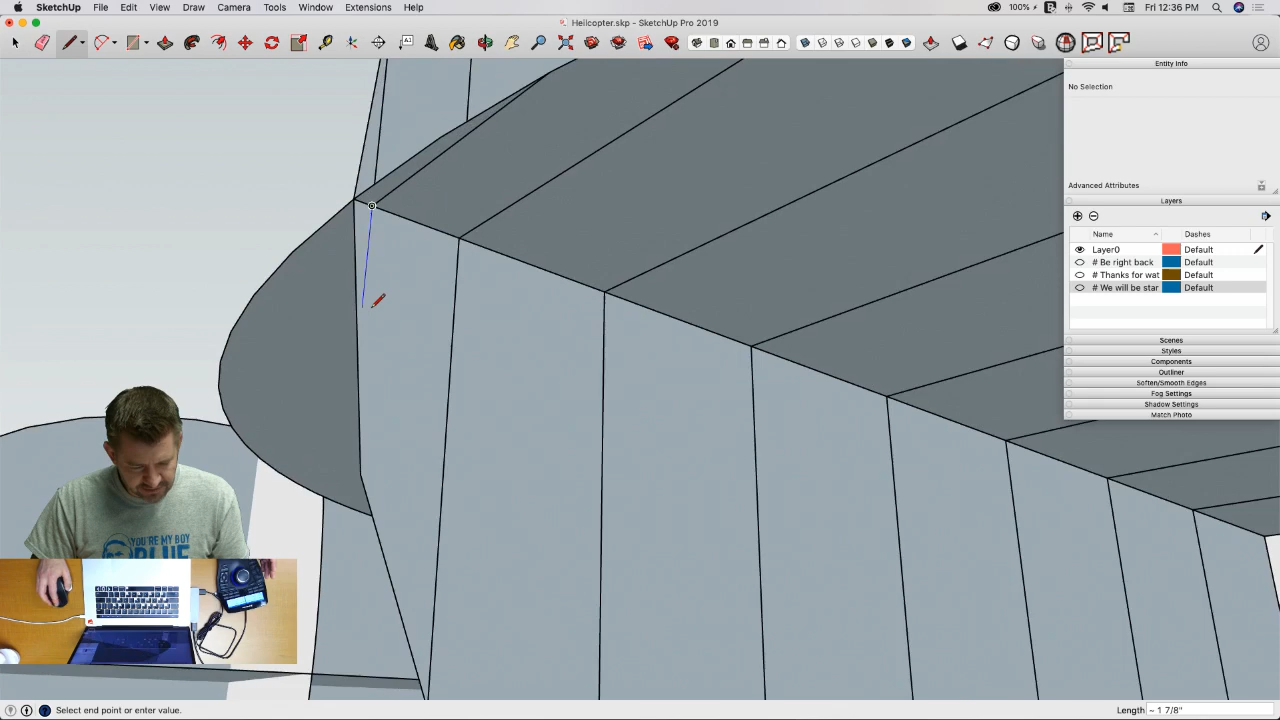 SketchUp File Edit View Draw Camera Tools Window Extensions Help 100% Fri 12:36 PM
Heilcopter.skp - SketchUp Pro 2019
Entity Info
No Selection
Advanced Attributes
Layers
Name Dashes
Layer0 Default
# Be right back Default
# Thanks for wat Default
# We will be star Default
Scenes
Styles
Components
Outliner
Soften/Smooth Edges
Fog Settings
Shadow Settings
Match Photo
YOU'RE MY BOY
BLUE
Select end point or enter value.
Length ~ 1 7/8"